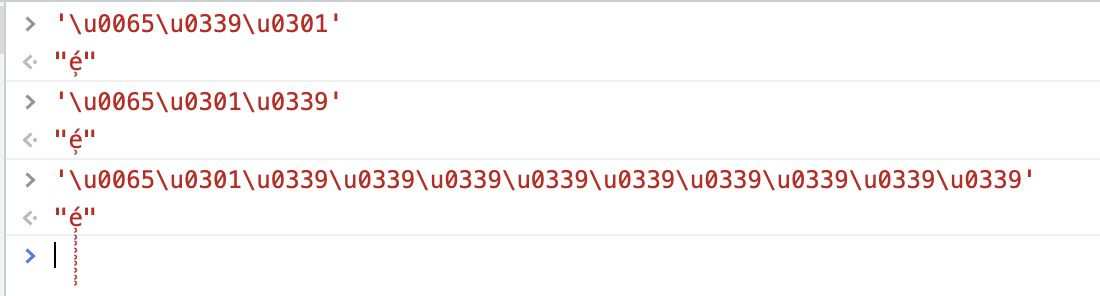 > '\u0065\u0339\u0301'
<· "é̹"
> '\u0065\u0301\u0339'
<· "é̹"
> '\u0065\u0301\u0339\u0339\u0339\u0339\u0339\u0339\u0339\u0339\u0339'
<· "é̹̹̹̹̹̹̹̹̹"
>